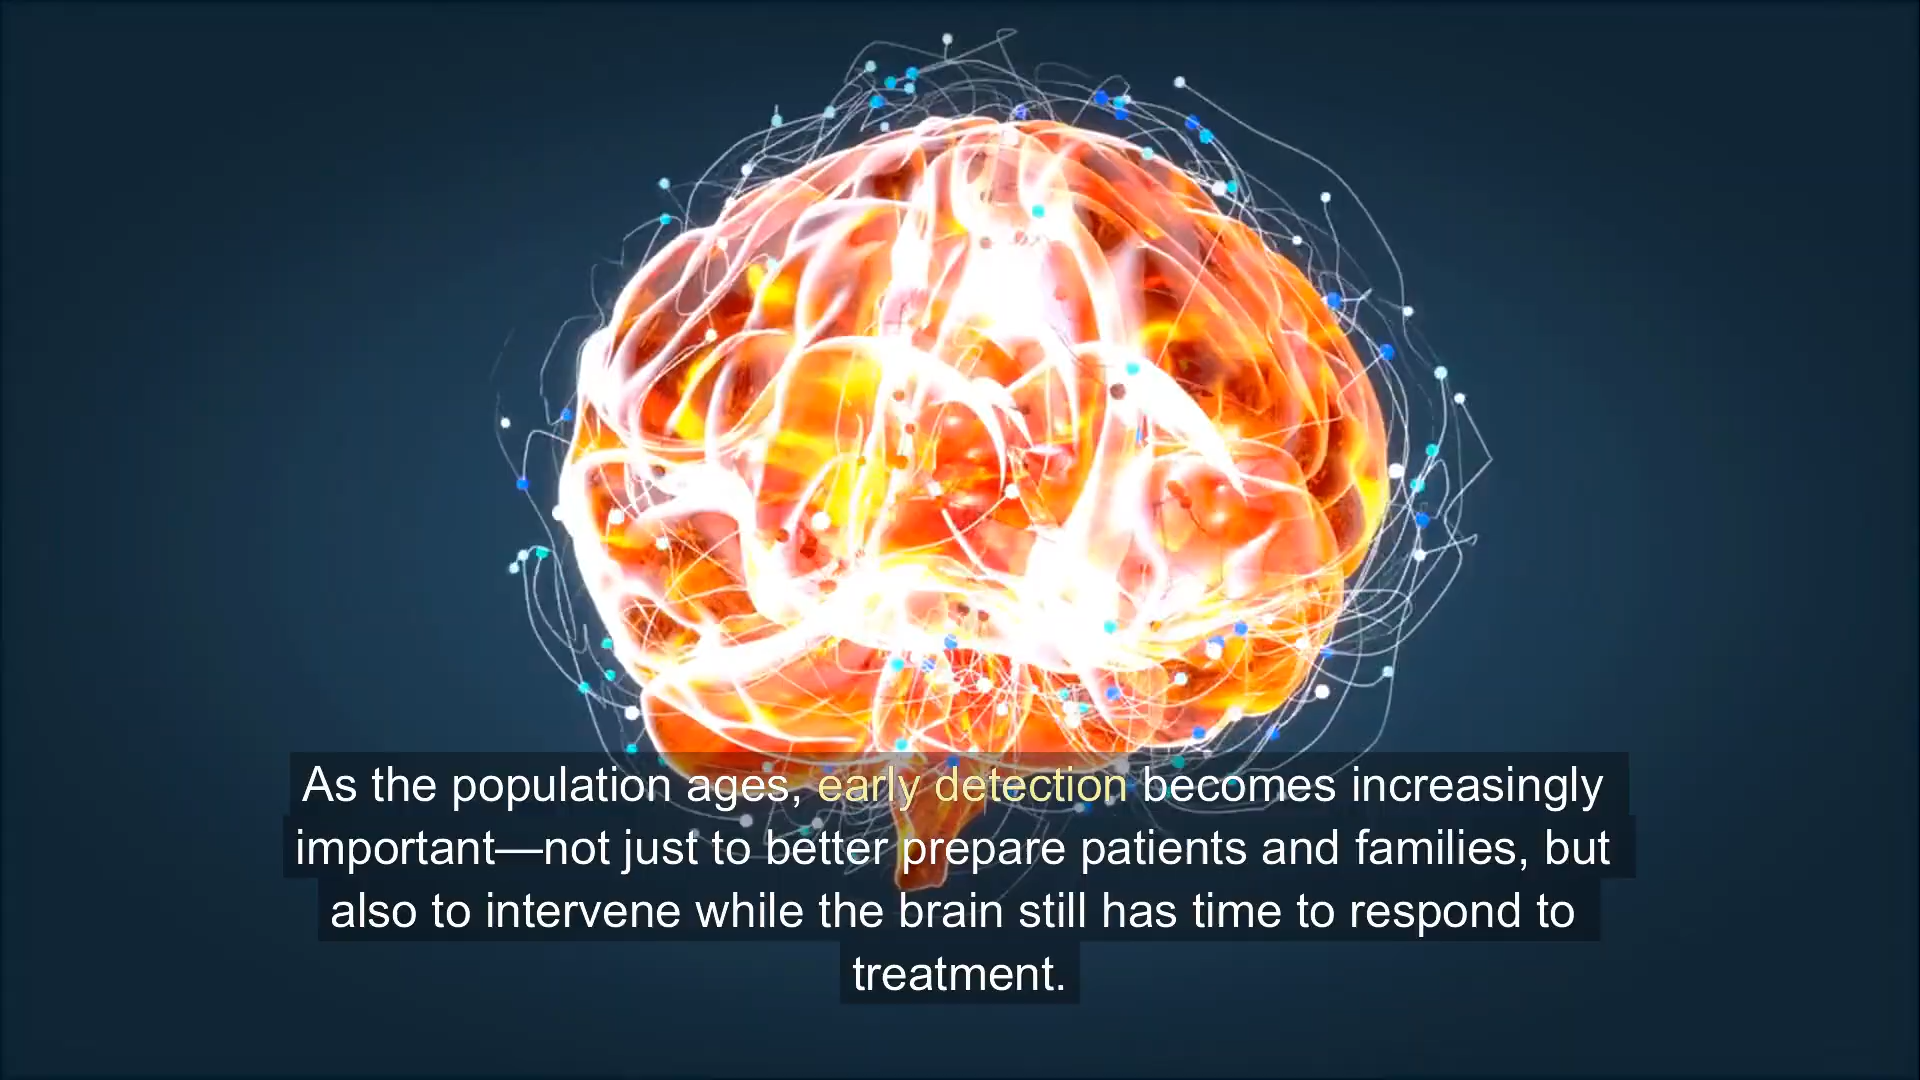 As the population ages, early detection becomes increasingly
important—not just to better prepare patients and families, but
also to intervene while the brain still has time to respond to
treatment.